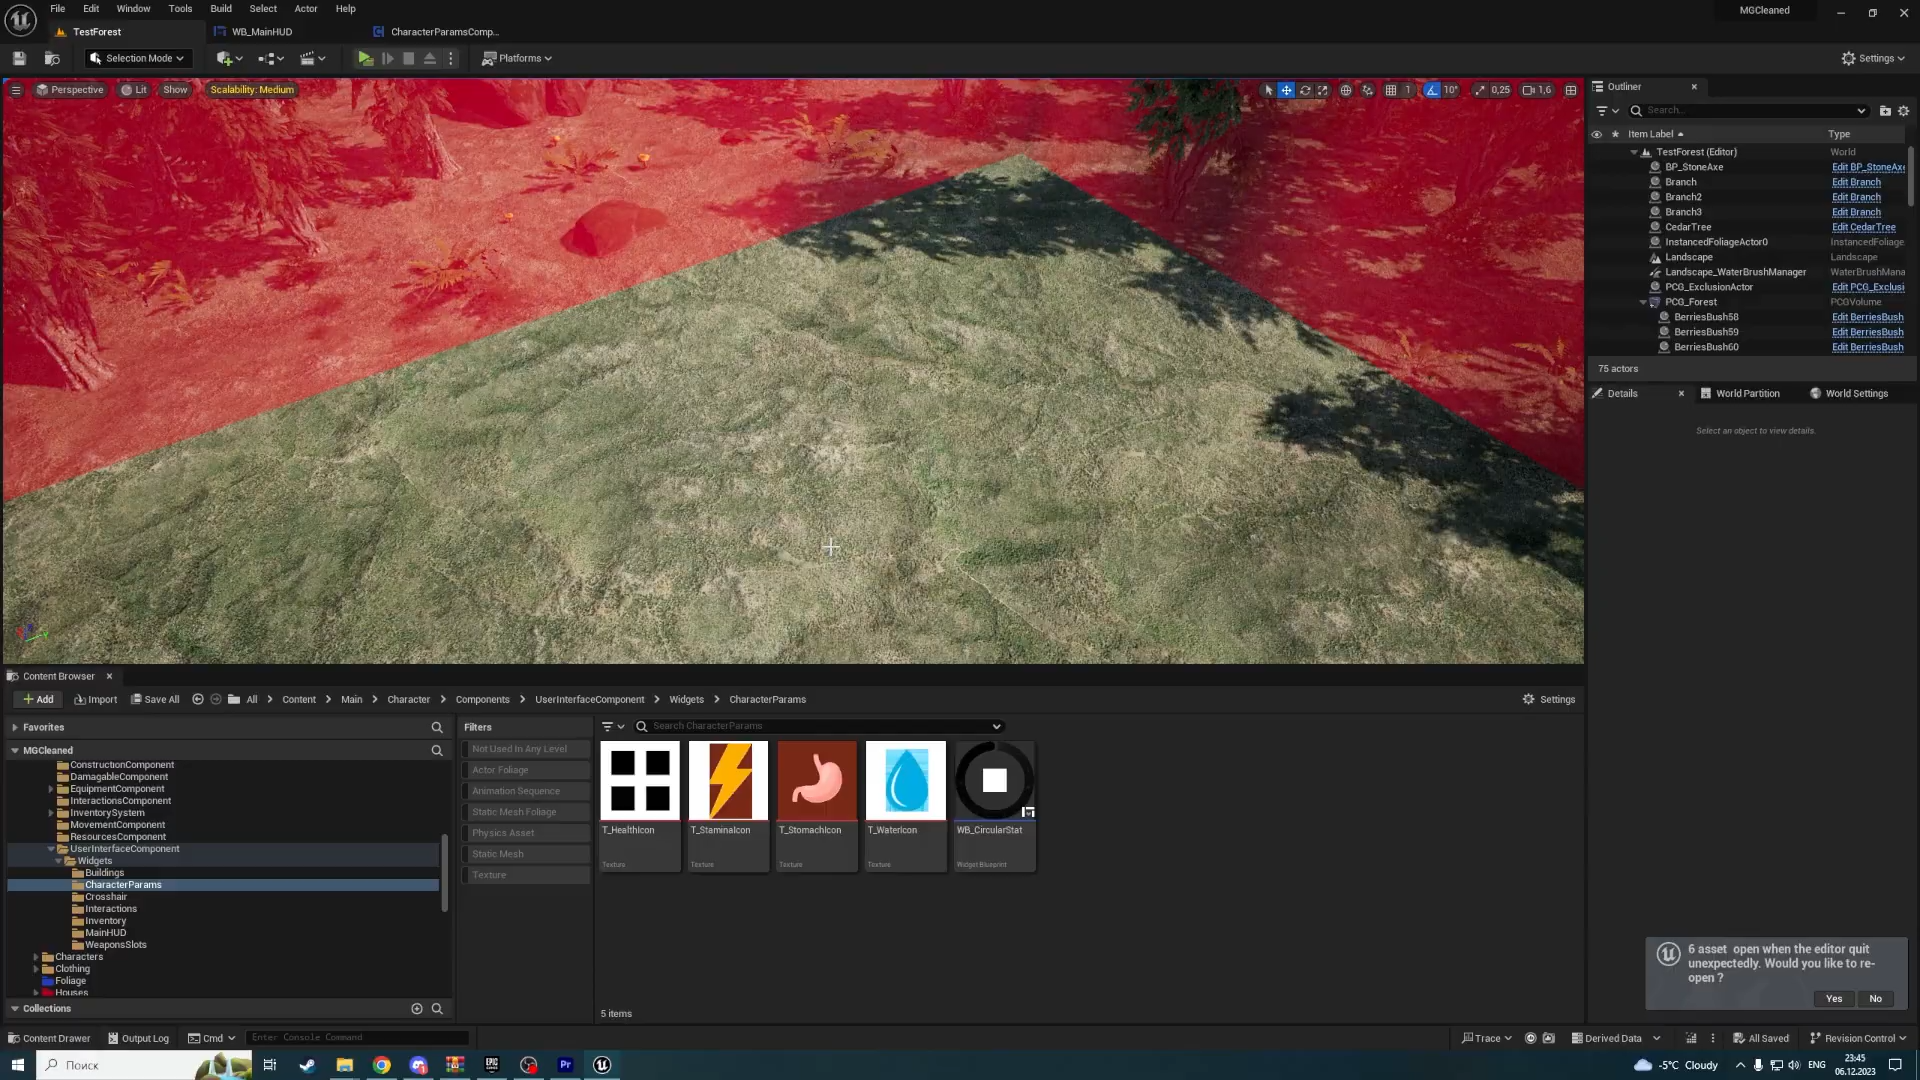 File Edit Window Tools Build Select Actor Help
MGCleaned
TestForest WB_MainHUD CharacterParamsComp...
Selection Mode Platforms Settings
Perspective Lit Show Scalability: Medium 1 10° 0,25 1,6
Outliner
Search...
Item Label Type
TestForest (Editor) World
BP_StoneAxe Edit BP_StoneAxe
Branch Edit Branch
Branch2 Edit Branch
Branch3 Edit Branch
CedarTree Edit CedarTree
InstancedFoliageActor0 InstancedFoliage
Landscape Landscape
Landscape_WaterBrushManager WaterBrushMana
PCG_ExclusionActor Edit PCG_Exclusi
PCG_Forest PCGVolume
BerriesBush58 Edit BerriesBush
BerriesBush59 Edit BerriesBush
BerriesBush60 Edit BerriesBush
75 actors
Details World Partition World Settings
Select an object to view details.
Content Browser
Add Import Save All All Content Main Character Components UserInterfaceComponent Widgets CharacterParams Settings
Favorites
MGCleaned
ConstructionComponent
DamagableComponent
EquipmentComponent
InteractionsComponent
InventorySystem
MovementComponent
ResourcesComponent
UserInterfaceComponent
Widgets
Buildings
CharacterParams
Crosshair
Interactions
Inventory
MainHUD
WeaponsSlots
Characters
Clothing
Foliage
Houses
Collections
Filters
Not Used In Any Level
Actor Foliage
Animation Sequence
Static Mesh Foliage
Physics Asset
Static Mesh
Texture
Search CharacterParams
T_HealthIcon T_StaminaIcon T_StomachIcon T_WaterIcon WB_CircularStat
Texture Texture Texture Texture Widget Blueprint
5 items
6 asset open when the editor quit
unexpectedly. Would you like to re-
open ?
Yes No
Content Drawer Output Log Cmd Enter Console Command Trace Derived Data All Saved Revision Control
Поиск
EPIC
Pr
-5°C Cloudy ENG 23:45
06.12.2023